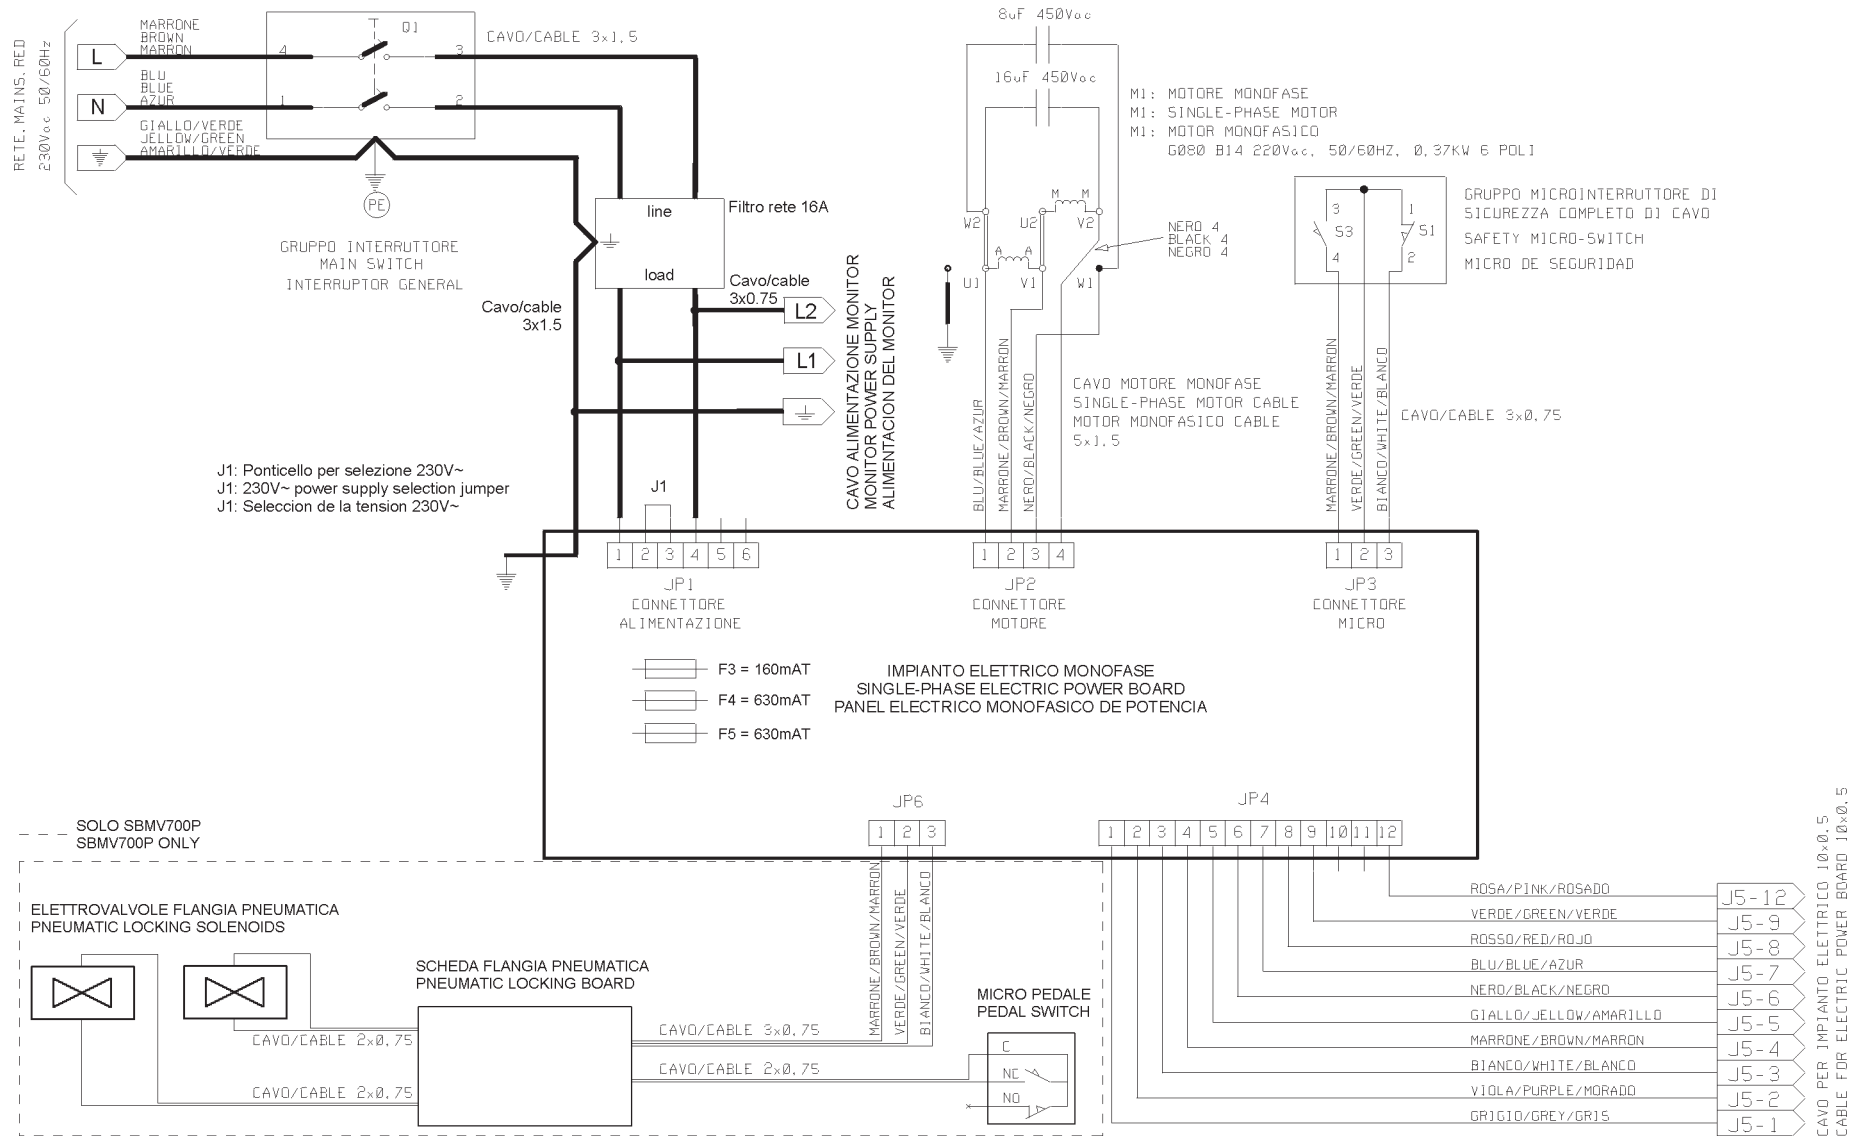 RETE, MAINS, RED
230Vac 50/60Hz
L
N
MARRONE
BROWN
MARRON
BLU
BLUE
AZUR
GIALLO/VERDE
JELLOW/GREEN
AMARILLO/VERDE
4
3
1
2
Q1
PE
CAVO/CABLE 3x1,5
GRUPPO INTERRUTTORE
MAIN SWITCH
INTERRUPTOR GENERAL
line
load
Filtro rete 16A
Cavo/cable
3x1.5
Cavo/cable
3x0.75
L2
L1
CAVO ALIMENTAZIONE MONITOR
MONITOR POWER SUPPLY
ALIMENTACION DEL MONITOR
J1: Ponticello per selezione 230V~
J1: 230V~ power supply selection jumper
J1: Seleccion de la tension 230V~
J1
8uF 450Vac
16uF 450Vac
M1: MOTORE MONOFASE
M1: SINGLE-PHASE MOTOR
M1: MOTOR MONOFASICO
G080 B14 220Vac, 50/60HZ, 0,37KW 6 POLI
W2 U2 M M V2
U1 A A V1 W1
NERO 4
BLACK 4
NEGRO 4
BLU/BLUE/AZUR
MARRONE/BROWN/MARRON
NERO/BLACK/NEGRO
CAVO MOTORE MONOFASE
SINGLE-PHASE MOTOR CABLE
MOTOR MONOFASICO CABLE
5x1,5
3 1
S3 S1
4 2
GRUPPO MICROINTERRUTTORE DI
SICUREZZA COMPLETO DI CAVO
SAFETY MICRO-SWITCH
MICRO DE SEGURIDAD
MARRONE/BROWN/MARRON
VERDE/GREEN/VERDE
BIANCO/WHITE/BLANCO
CAVO/CABLE 3x0,75
1 2 3 4 5 6
JP1
CONNETTORE
ALIMENTAZIONE
1 2 3 4
JP2
CONNETTORE
MOTORE
1 2 3
JP3
CONNETTORE
MICRO
F3 = 160mAT
F4 = 630mAT
F5 = 630mAT
IMPIANTO ELETTRICO MONOFASE
SINGLE-PHASE ELECTRIC POWER BOARD
PANEL ELECTRICO MONOFASICO DE POTENCIA
JP6
1 2 3
JP4
1 2 3 4 5 6 7 8 9 10 11 12
SOLO SBMV700P
SBMV700P ONLY
ELETTROVALVOLE FLANGIA PNEUMATICA
PNEUMATIC LOCKING SOLENOIDS
CAVO/CABLE 2x0,75
CAVO/CABLE 2x0,75
SCHEDA FLANGIA PNEUMATICA
PNEUMATIC LOCKING BOARD
CAVO/CABLE 3x0,75
CAVO/CABLE 2x0,75
MARRONE/BROWN/MARRON
VERDE/GREEN/VERDE
BIANCO/WHITE/BLANCO
MICRO PEDALE
PEDAL SWITCH
C
NC
NO
ROSA/PINK/ROSADO J5-12
VERDE/GREEN/VERDE J5-9
ROSSO/RED/ROJO J5-8
BLU/BLUE/AZUR J5-7
NERO/BLACK/NEGRO J5-6
GIALLO/JELLOW/AMARILLO J5-5
MARRONE/BROWN/MARRON J5-4
BIANCO/WHITE/BLANCO J5-3
VIOLA/PURPLE/MORADO J5-2
GRIGIO/GREY/GRIS J5-1
CAVO PER IMPIANTO ELETTRICO 10x0,5
CABLE FOR ELECTRIC POWER BOARD 10x0,5